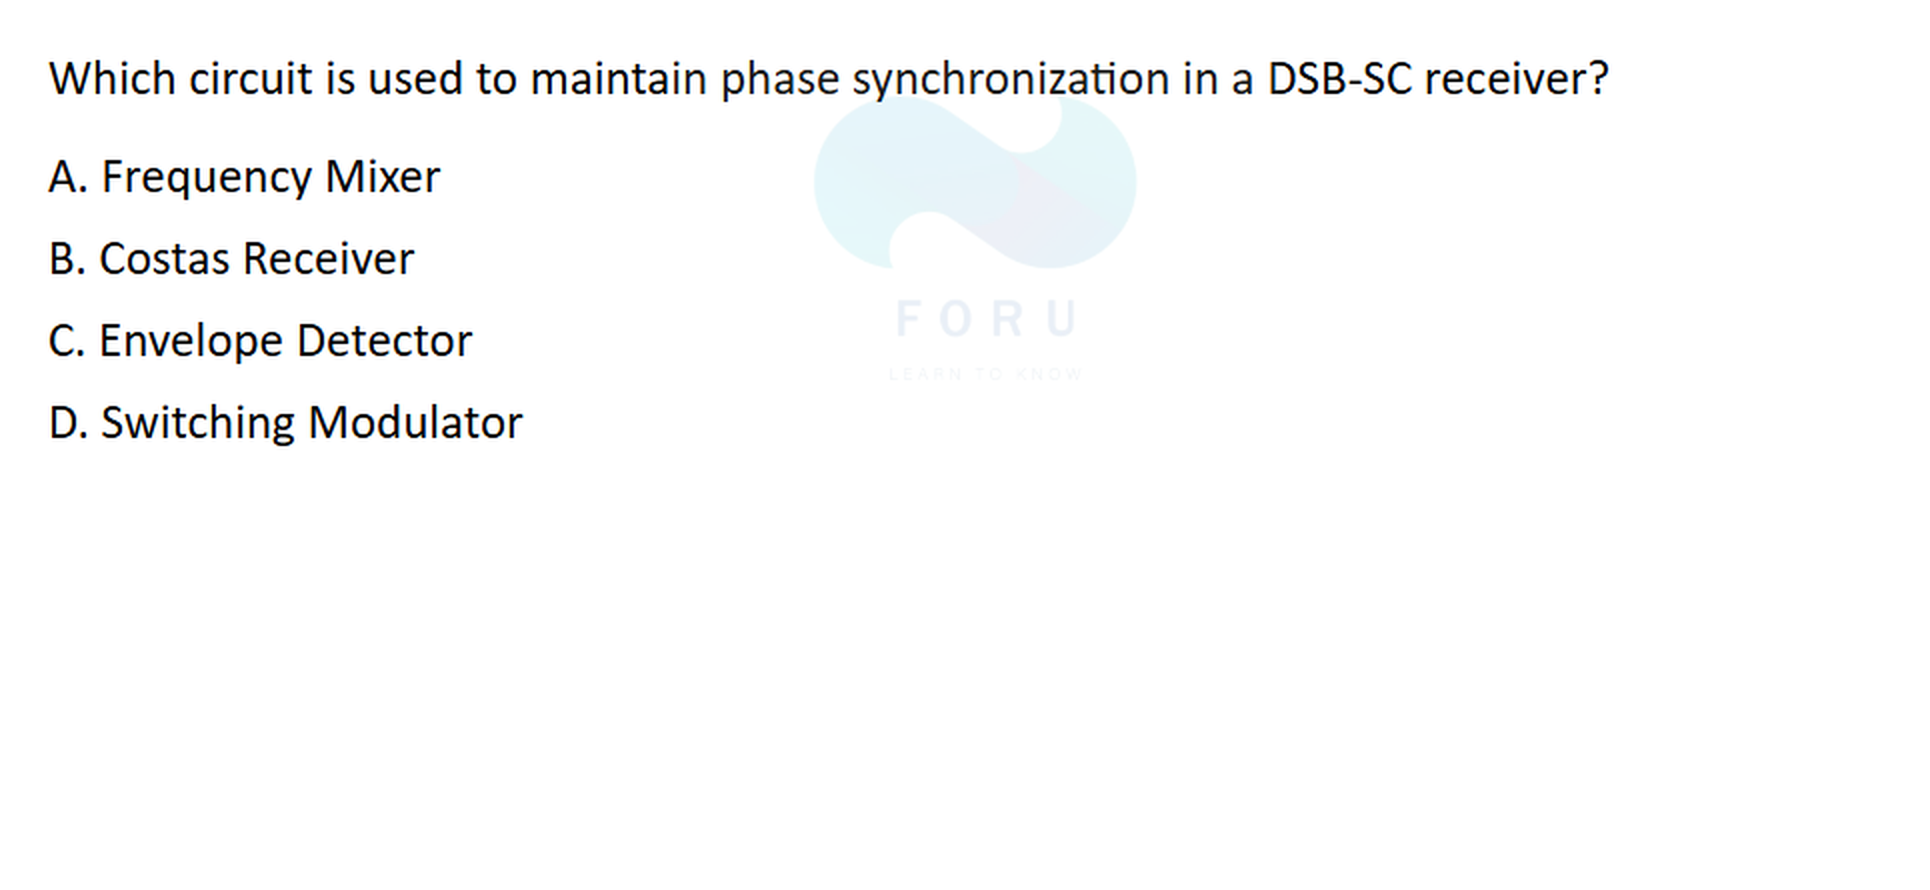 Which circuit is used to maintain phase synchronization in a DSB-SC receiver?
A. Frequency Mixer
B. Costas Receiver
C. Envelope Detector
D. Switching Modulator
FORU
LEARN TO KNOW